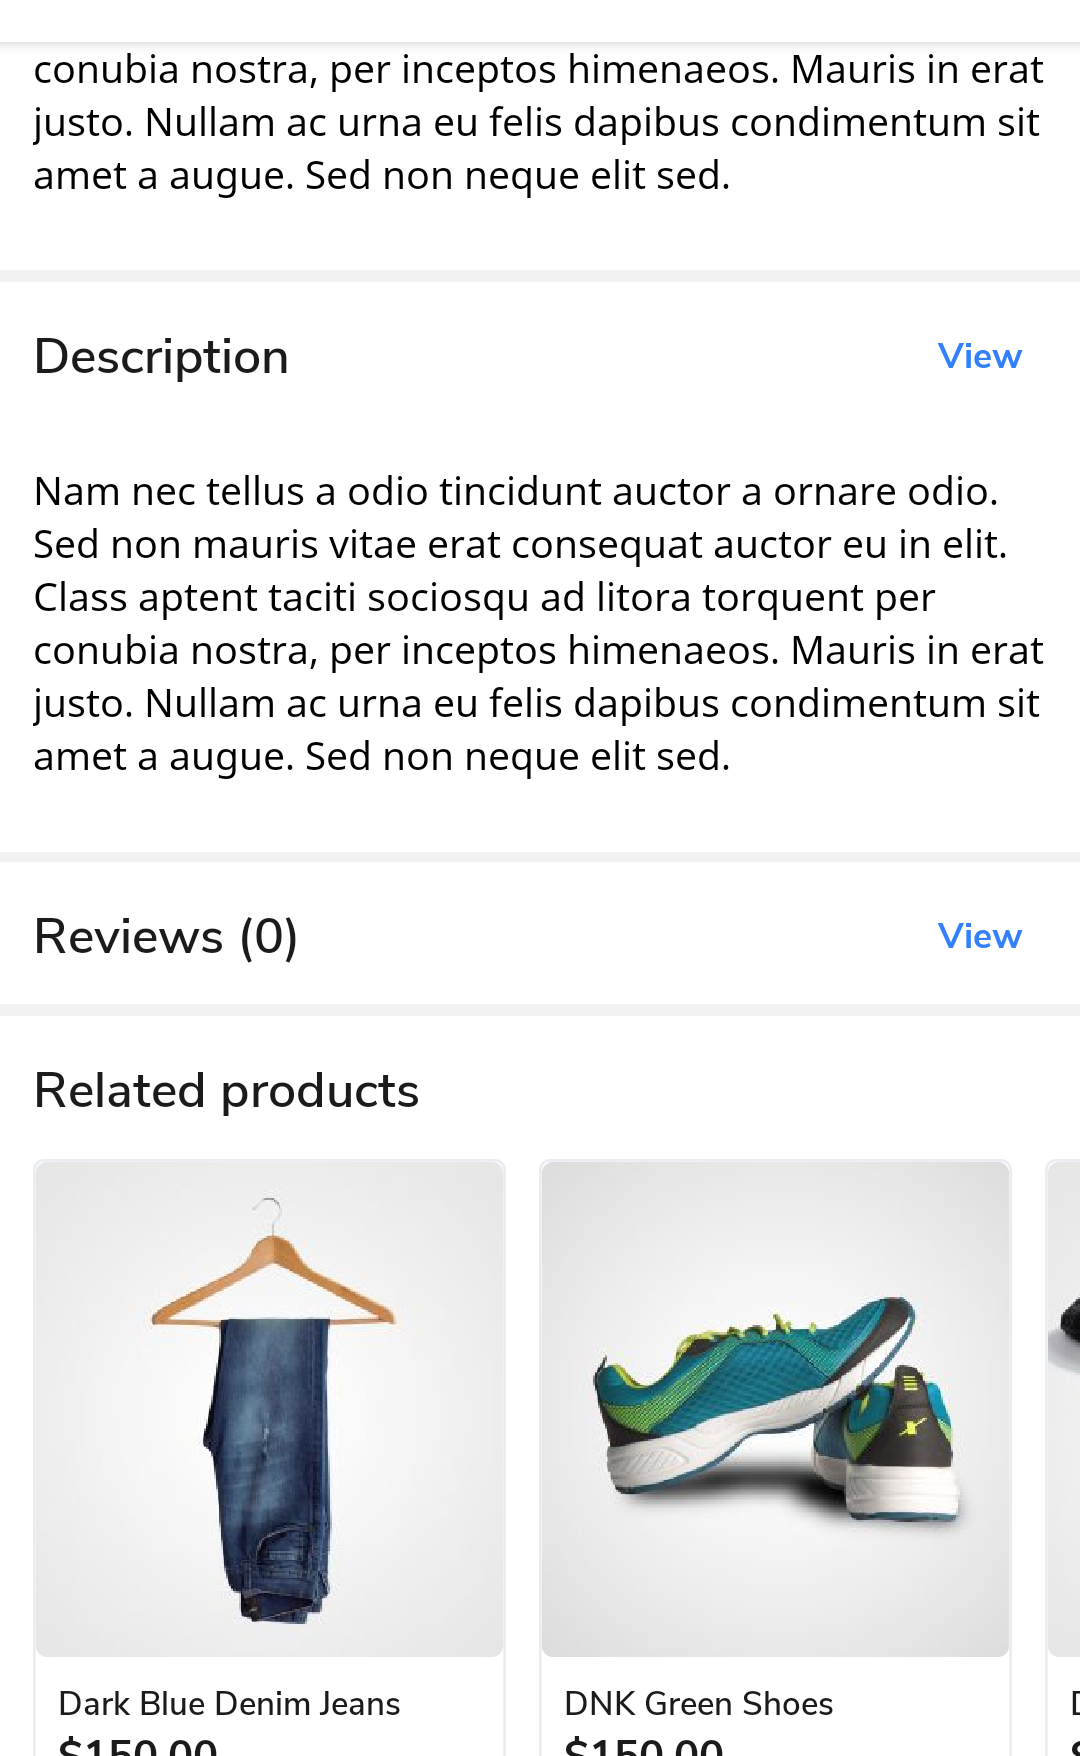 conubia nostra, per inceptos himenaeos. Mauris in erat
justo. Nullam ac urna eu felis dapibus condimentum sit
amet a augue. Sed non neque elit sed.
Description
View
Nam nec tellus a odio tincidunt auctor a ornare odio.
Sed non mauris vitae erat consequat auctor eu in elit.
Class aptent taciti sociosqu ad litora torquent per
conubia nostra, per inceptos himenaeos. Mauris in erat
justo. Nullam ac urna eu felis dapibus condimentum sit
amet a augue. Sed non neque elit sed.
Reviews (0)
View
Related products
Dark Blue Denim Jeans
$150.00
DNK Green Shoes
$150.00